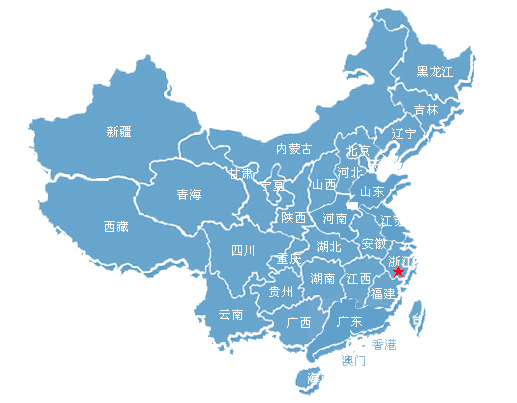 黑龙江
吉林
辽宁
新疆
内蒙古
北京
甘肃
宁夏
山西
河北
山东
青海
陕西
河南
江苏
西藏
四川
重庆
湖北
安徽
浙江
湖南
江西
贵州
福建
云南
广西
广东
香港
澳门
海